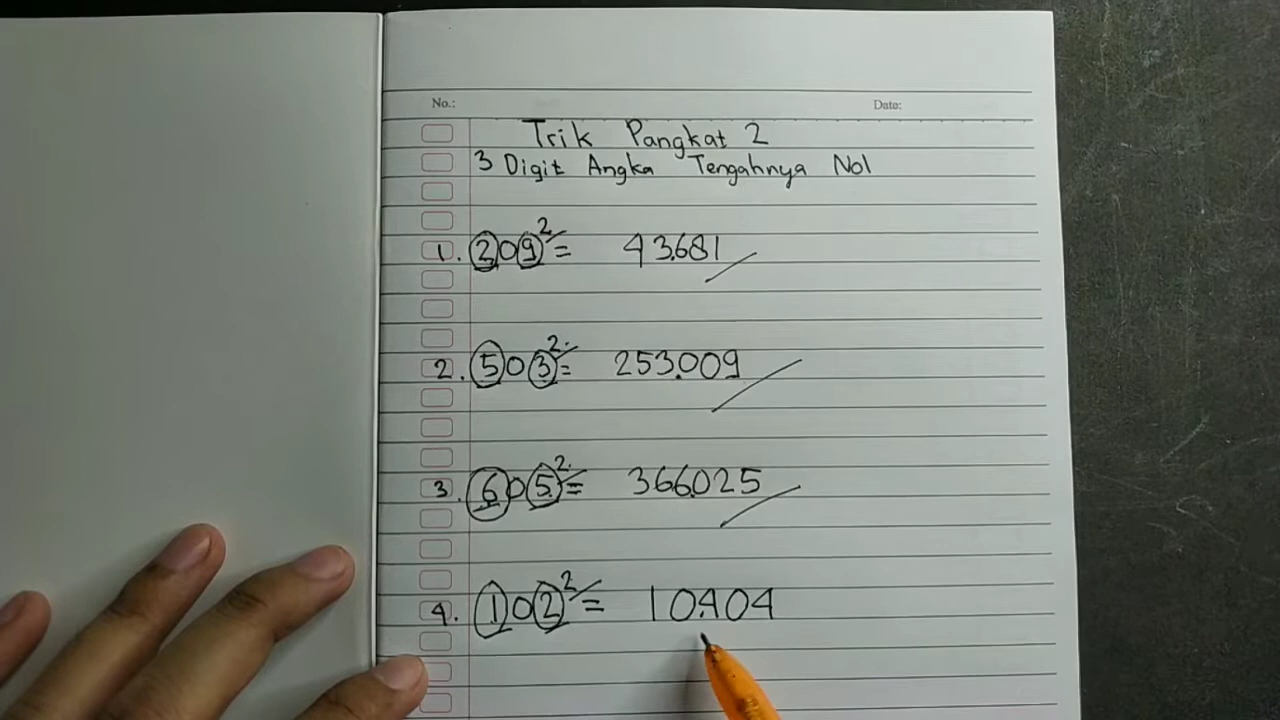 No.: Date:
Trik Pangkat 2
3 Digit Angka Tengahnya Nol
1. 209² = 43.681
2. 503² = 253.009
3. 605² = 366.025
4. 102² = 10.404